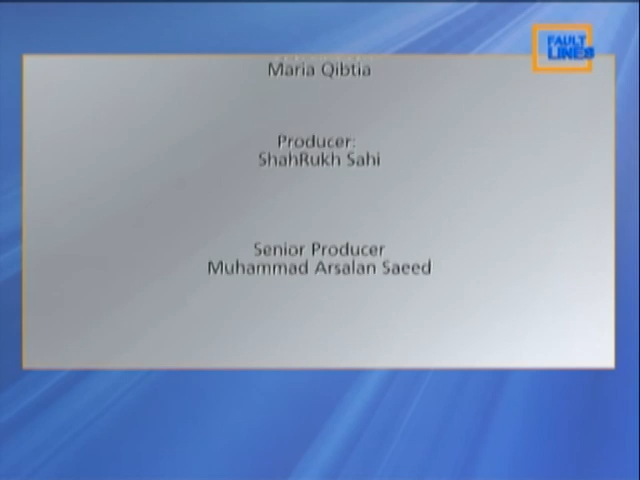 FAULT
LINES
Maria Qibtia
Producer:
ShahRukh Sahi
Senior Producer
Muhammad Arsalan Saeed